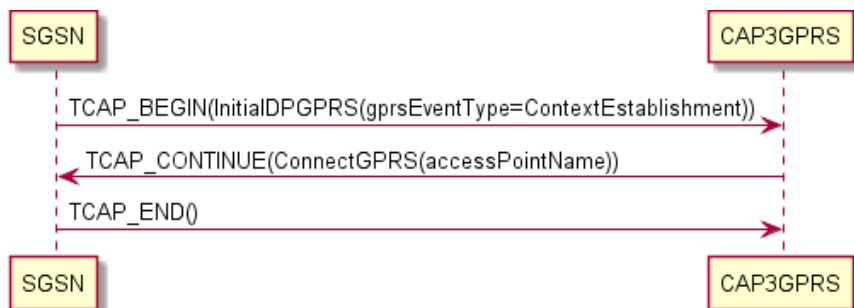 SGSN
CAP3GPRS
TCAP_BEGIN(InitialDPGPRS(gprsEventType=ContextEstablishment))
TCAP_CONTINUE(ConnectGPRS(accessPointName))
TCAP_END()
SGSN
CAP3GPRS